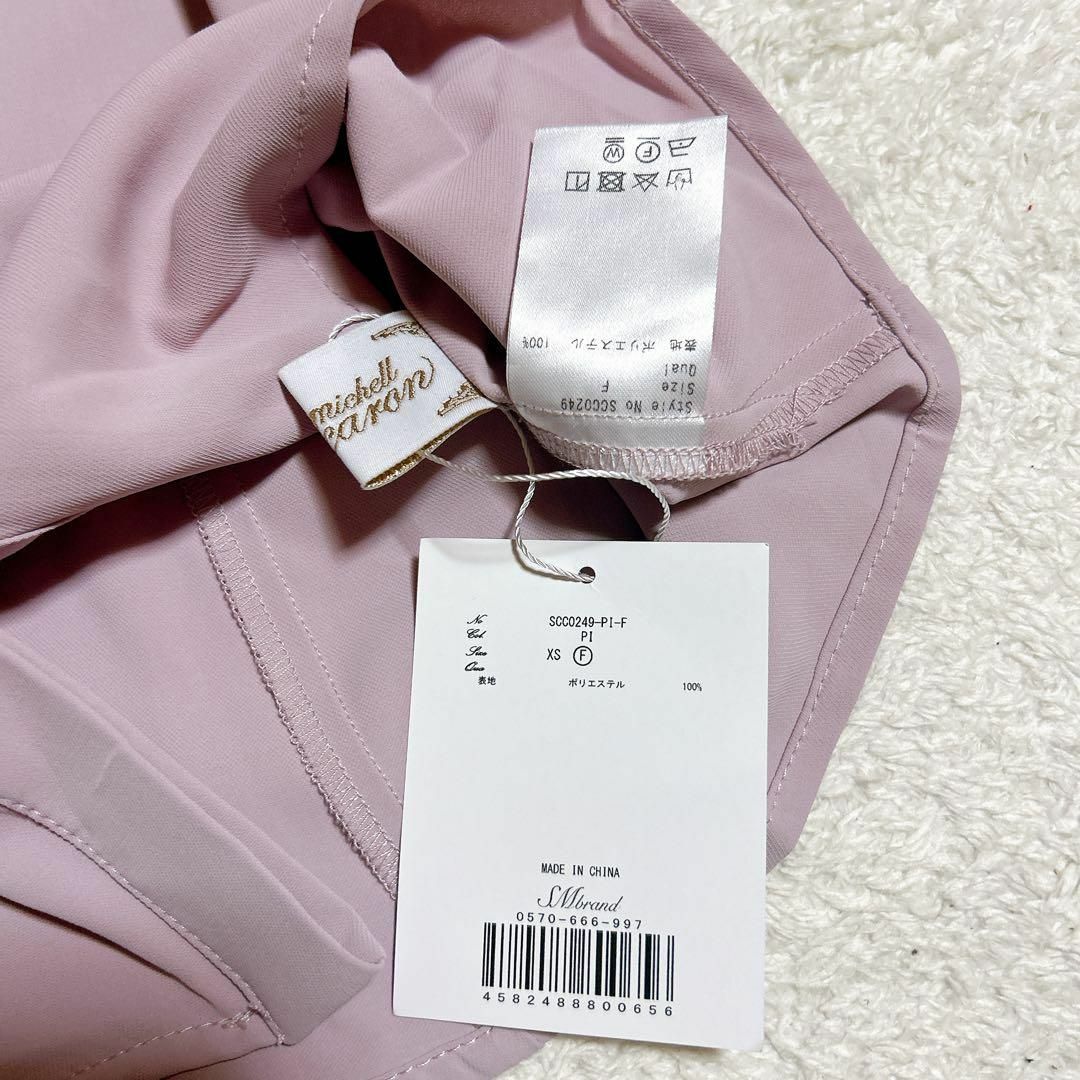 michell
caron
Style No SCC0249
Size F
Qual
表地 ポリエステル 100%
No SCC0249-PI-F
Col. PI
Size XS F
Qua
表地 ポリエステル 100%
MADE IN CHINA
SMbrand
0570-666-997
4582488800656